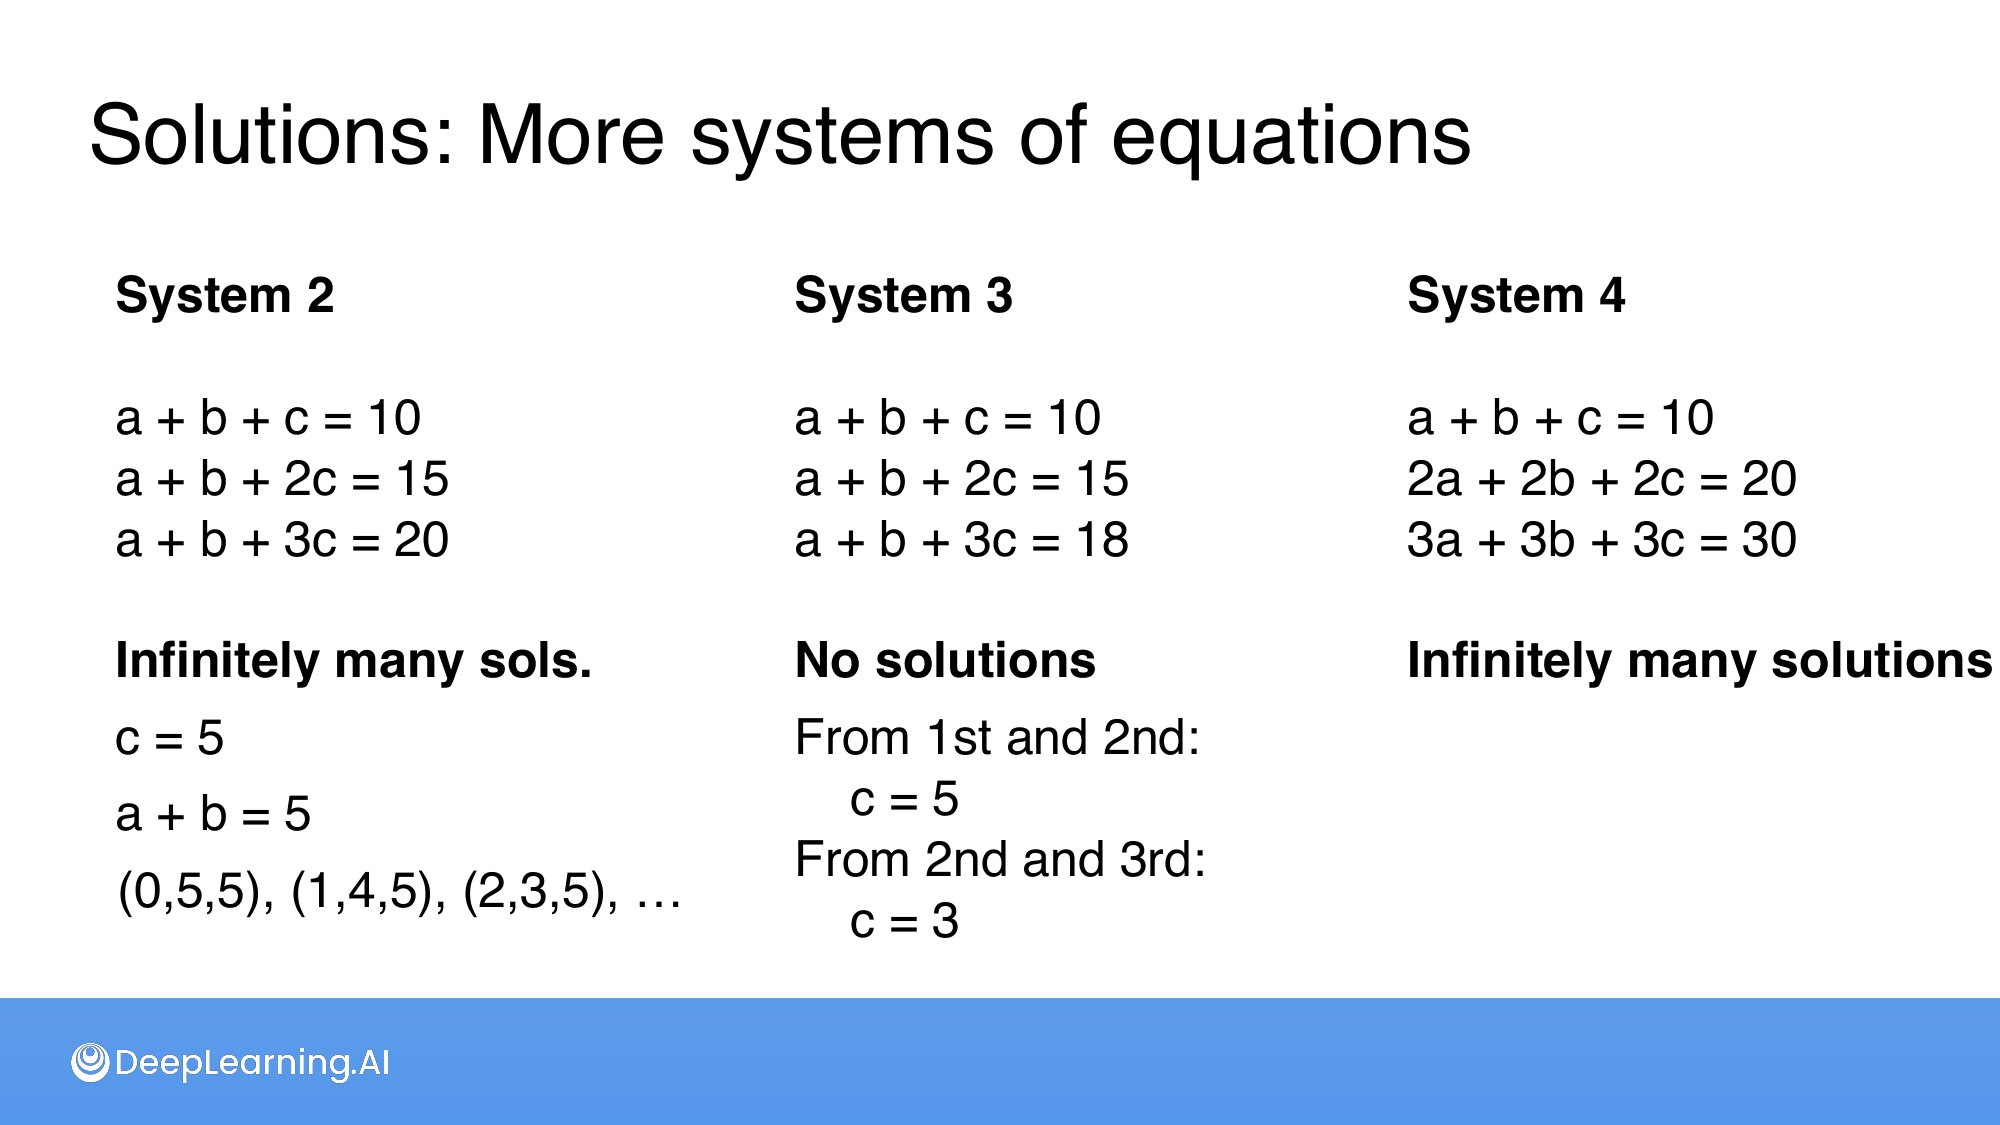 Solutions: More systems of equations
System 2
a + b + c = 10
a + b + 2c = 15
a + b + 3c = 20
Infinitely many sols.
c = 5
a + b = 5
(0,5,5), (1,4,5), (2,3,5), …
System 3
a + b + c = 10
a + b + 2c = 15
a + b + 3c = 18
No solutions
From 1st and 2nd:
c = 5
From 2nd and 3rd:
c = 3
System 4
a + b + c = 10
2a + 2b + 2c = 20
3a + 3b + 3c = 30
Infinitely many solutions
DeepLearning.AI